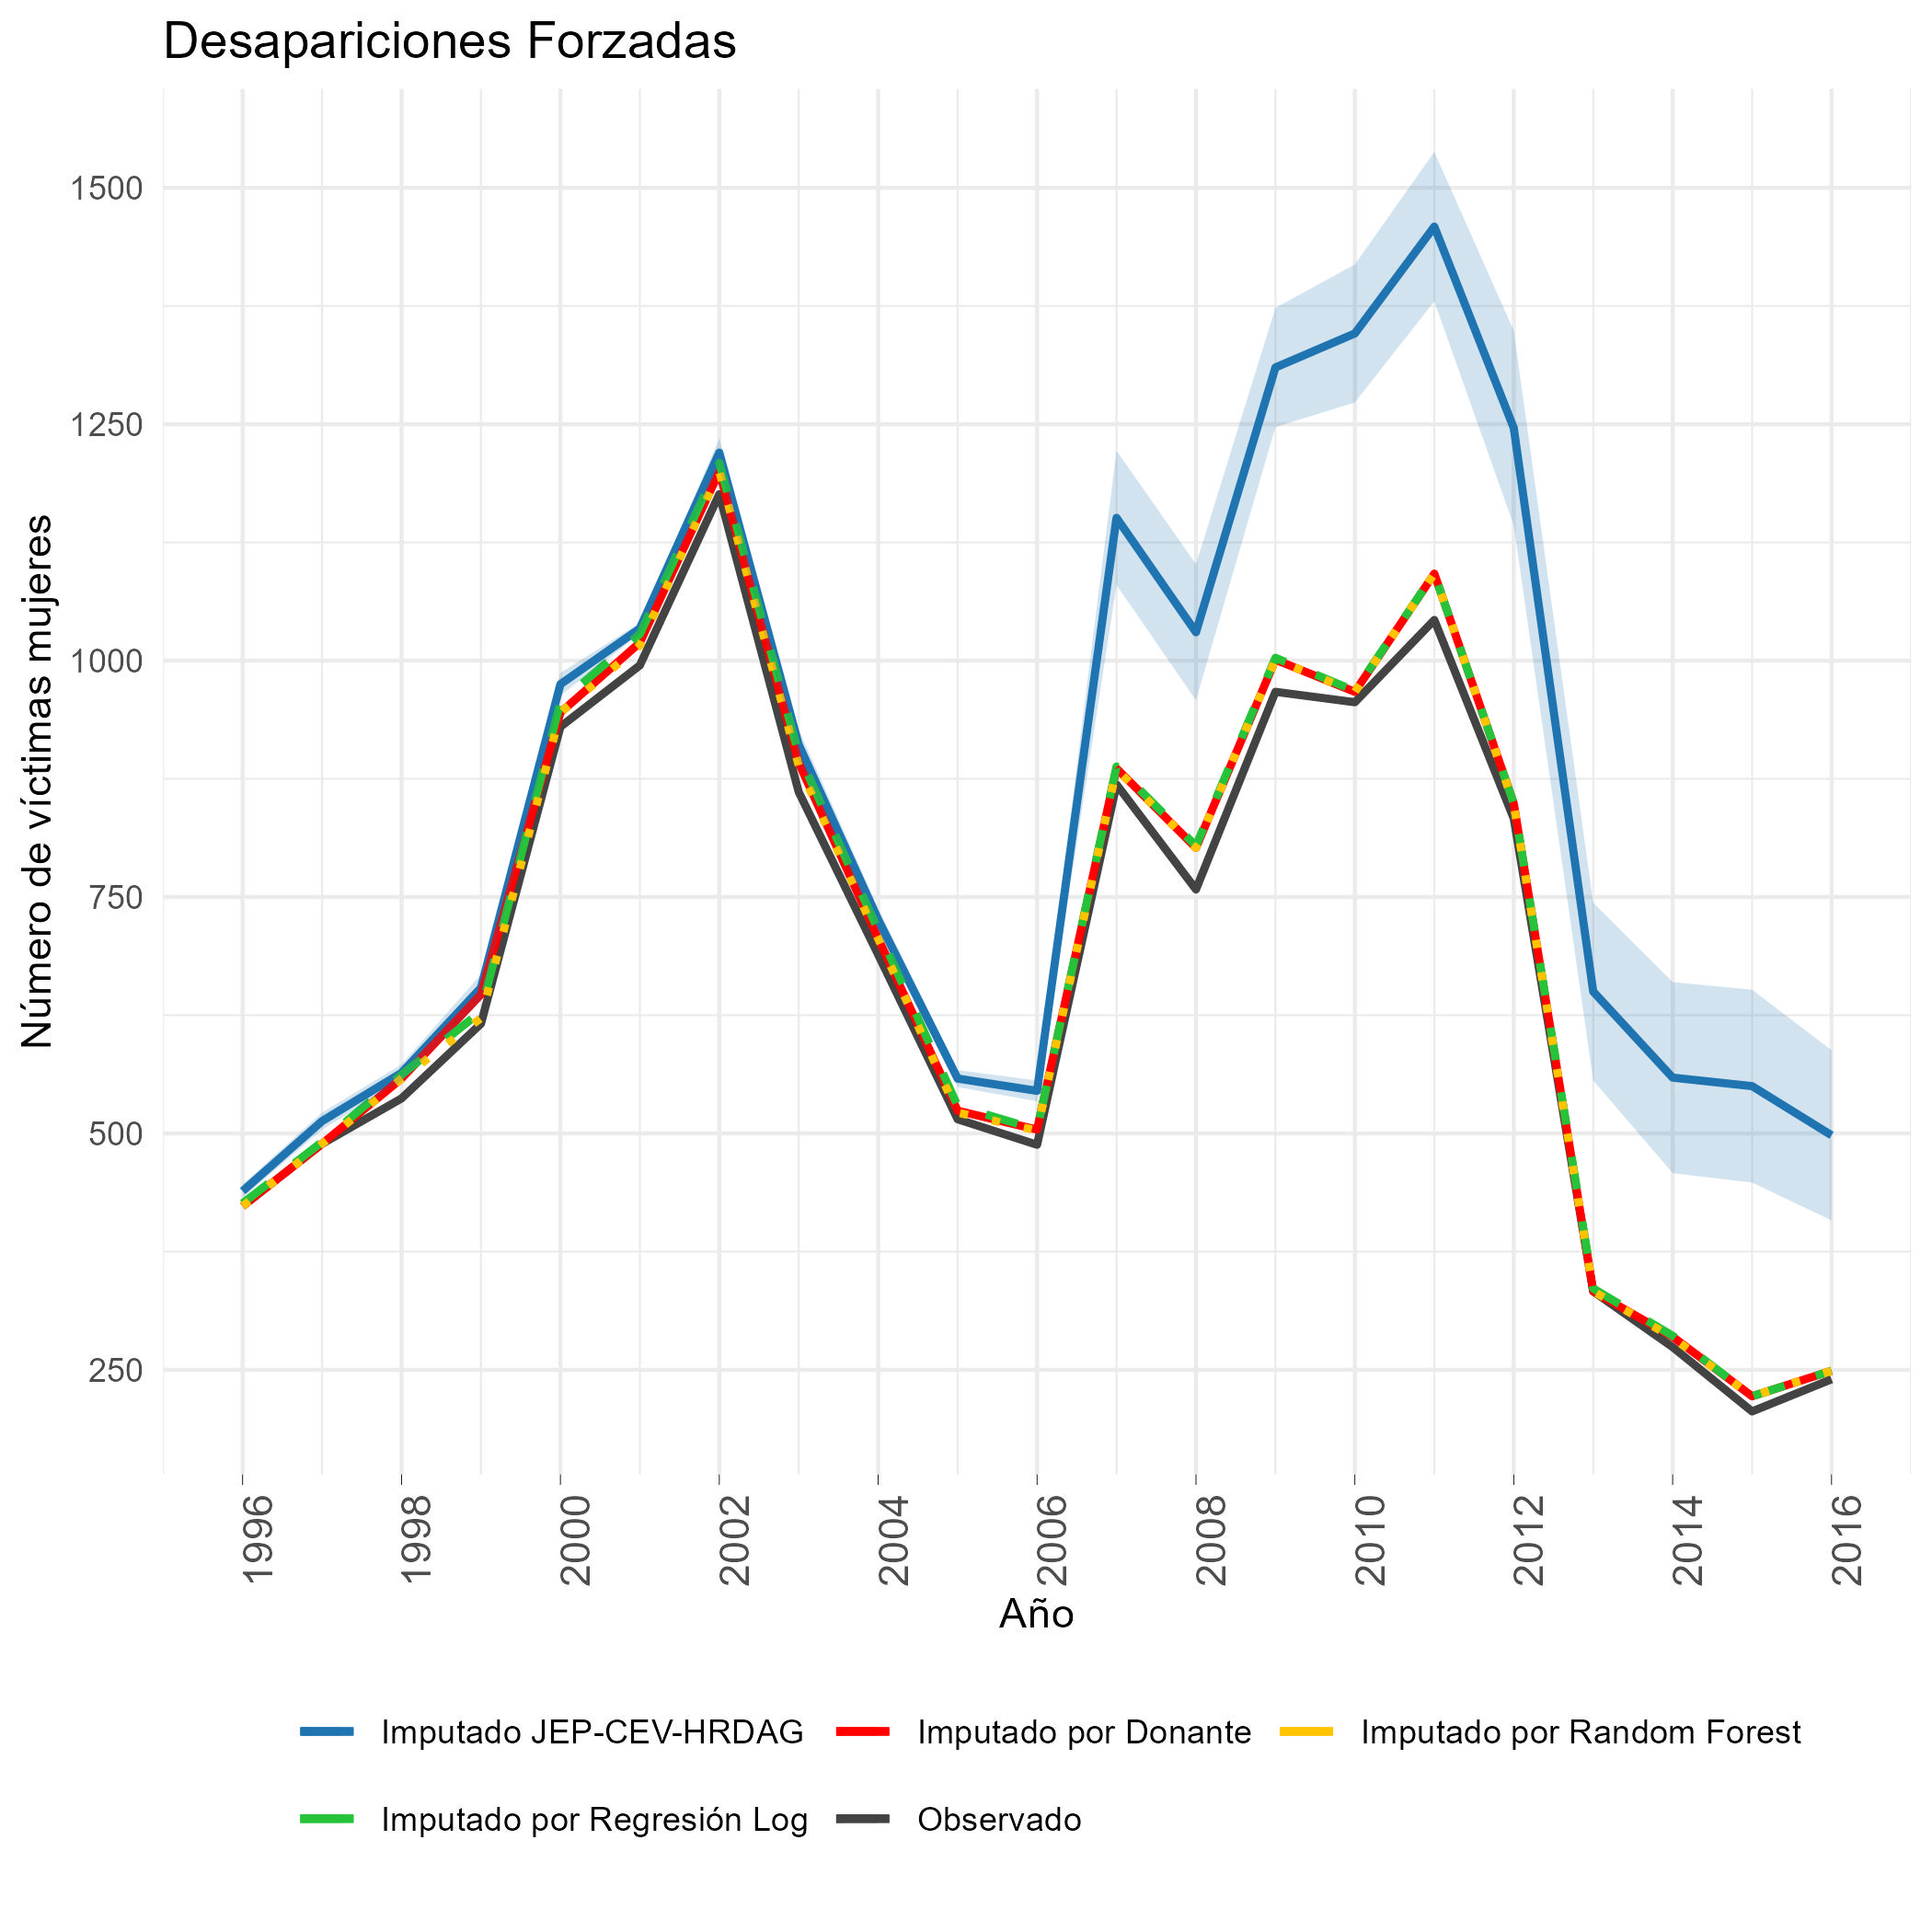 Desapariciones Forzadas
Número de víctimas mujeres
1500
1250
1000
750
500
250
1996
1998
2000
2002
2004
2006
2008
2010
2012
2014
2016
Año
Imputado JEP-CEV-HRDAG
Imputado por Donante
Imputado por Random Forest
Imputado por Regresión Log
Observado